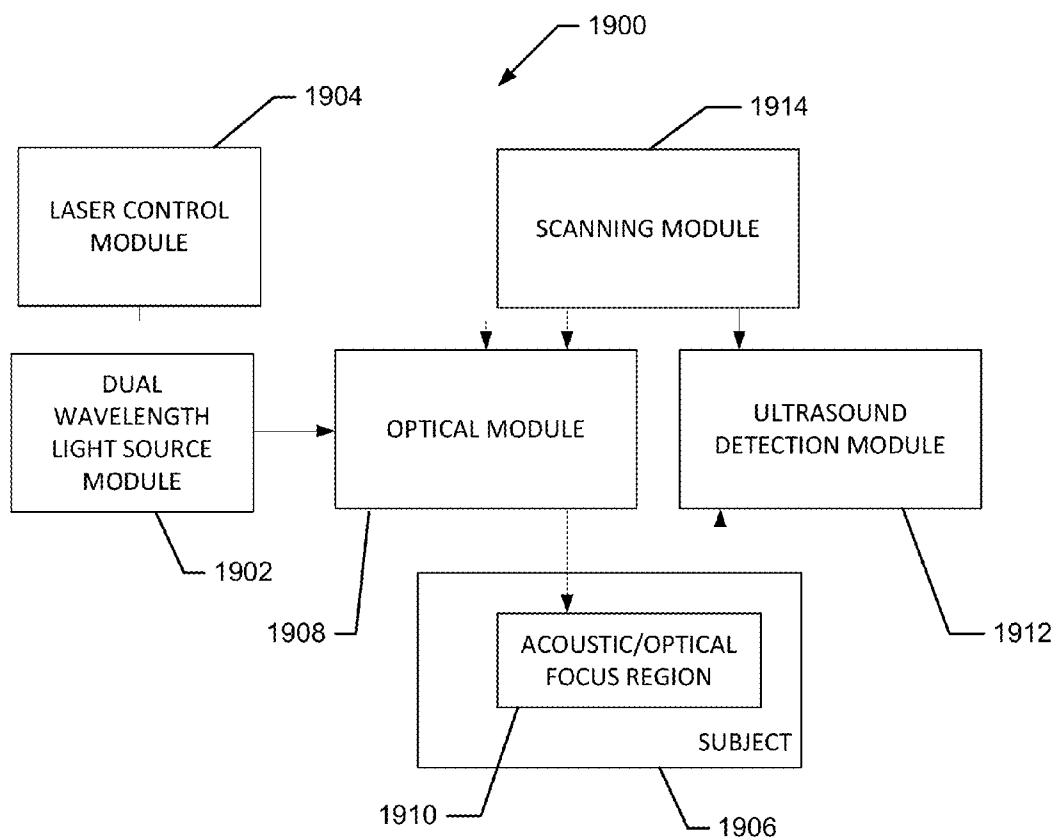 1900
1904
1914
LASER CONTROL
MODULE
SCANNING MODULE
DUAL
WAVELENGTH
LIGHT SOURCE
MODULE
OPTICAL MODULE
ULTRASOUND
DETECTION MODULE
1902
1908
1912
ACOUSTIC/OPTICAL
FOCUS REGION
SUBJECT
1910
1906